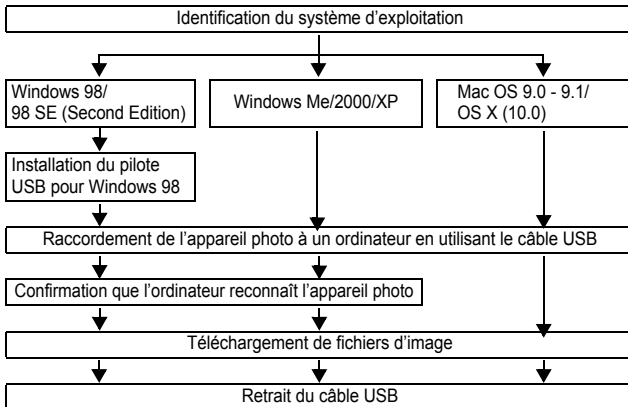 Identification du système d’exploitation
Windows 98/
98 SE (Second Edition)
Windows Me/2000/XP
Mac OS 9.0 - 9.1/
OS X (10.0)
Installation du pilote
USB pour Windows 98
Raccordement de l’appareil photo à un ordinateur en utilisant le câble USB
Confirmation que l’ordinateur reconnaît l’appareil photo
Téléchargement de fichiers d’image
Retrait du câble USB